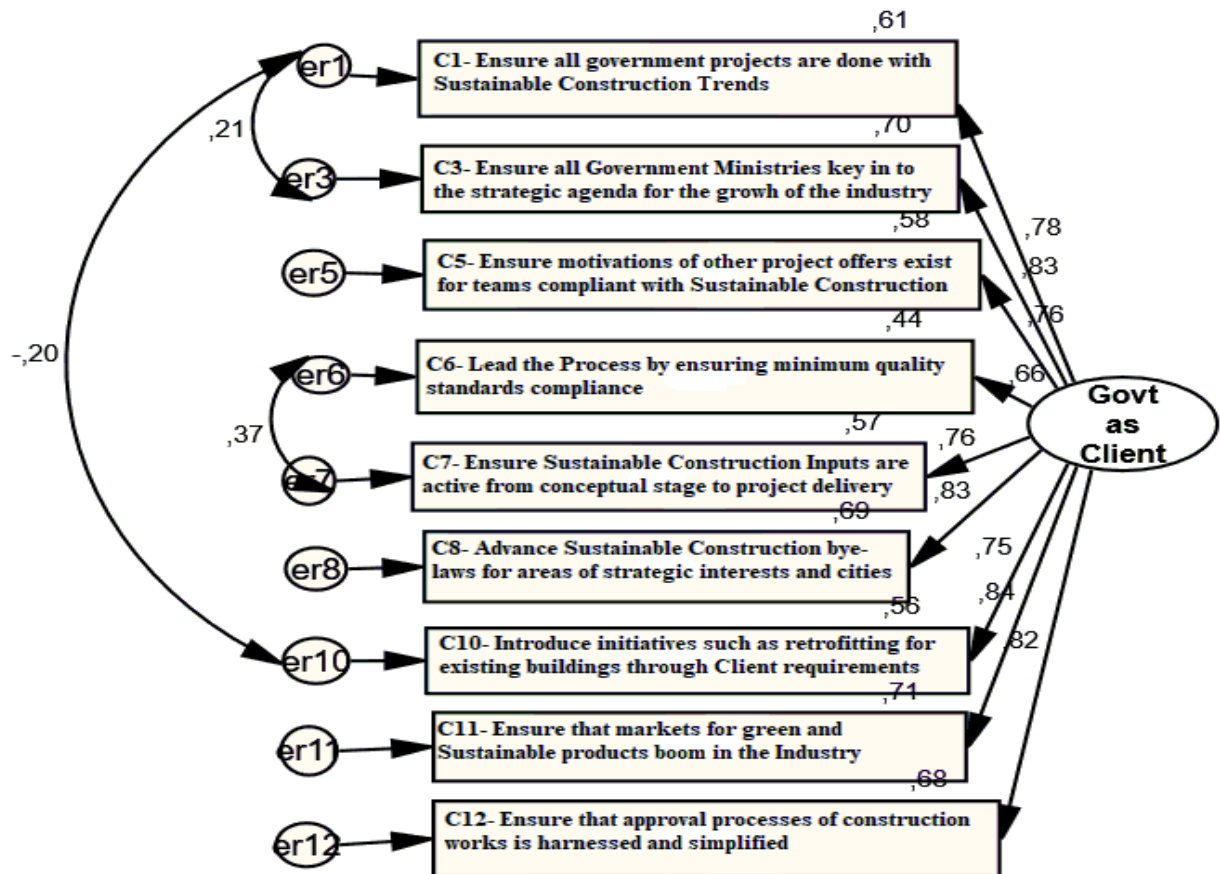 ,61
er1
C1- Ensure all government projects are done with
Sustainable Construction Trends
,21
,70
er3
C3- Ensure all Government Ministries key in to
the strategic agenda for the growh of the industry
,58
,78
er5
C5- Ensure motivations of other project offers exist
for teams compliant with Sustainable Construction
,83
,76
-,20
,44
er6
C6- Lead the Process by ensuring minimum quality
standards compliance
,66
Govt
as
Client
,37
,57
,76
er7
C7- Ensure Sustainable Construction Inputs are
active from conceptual stage to project delivery
,83
,69
er8
C8- Advance Sustainable Construction bye-
laws for areas of strategic interests and cities
,75
,84
,56
er10
C10- Introduce initiatives such as retrofitting for
existing buildings through Client requirements
,82
,71
er11
C11- Ensure that markets for green and
Sustainable products boom in the Industry
,68
er12
C12- Ensure that approval processes of construction
works is harnessed and simplified